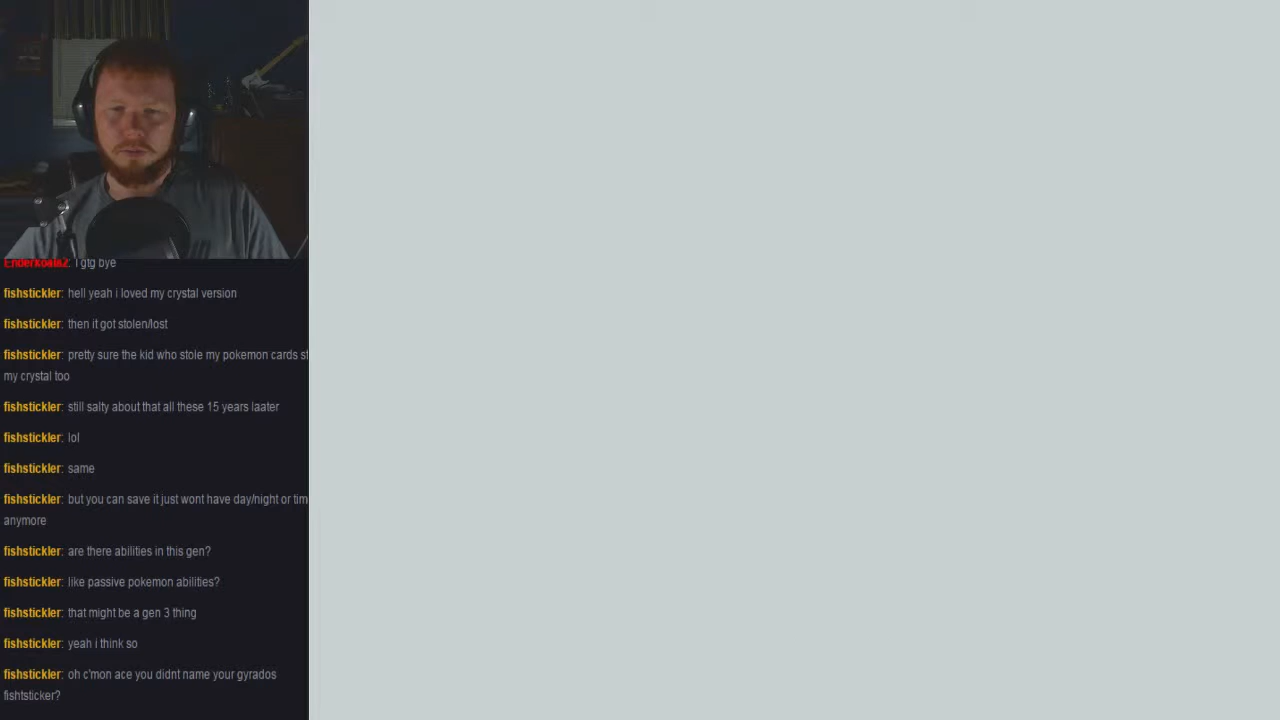 Enderkoala2: I gtg bye
fishstickler: hell yeah i loved my crystal version
fishstickler: then it got stolen/lost
fishstickler: pretty sure the kid who stole my pokemon cards st
my crystal too
fishstickler: still salty about that all these 15 years laater
fishstickler: lol
fishstickler: same
fishstickler: but you can save it just wont have day/night or tim
anymore
fishstickler: are there abilities in this gen?
fishstickler: like passive pokemon abilities?
fishstickler: that might be a gen 3 thing
fishstickler: yeah i think so
fishstickler: oh c'mon ace you didnt name your gyrados
fishtsticker?